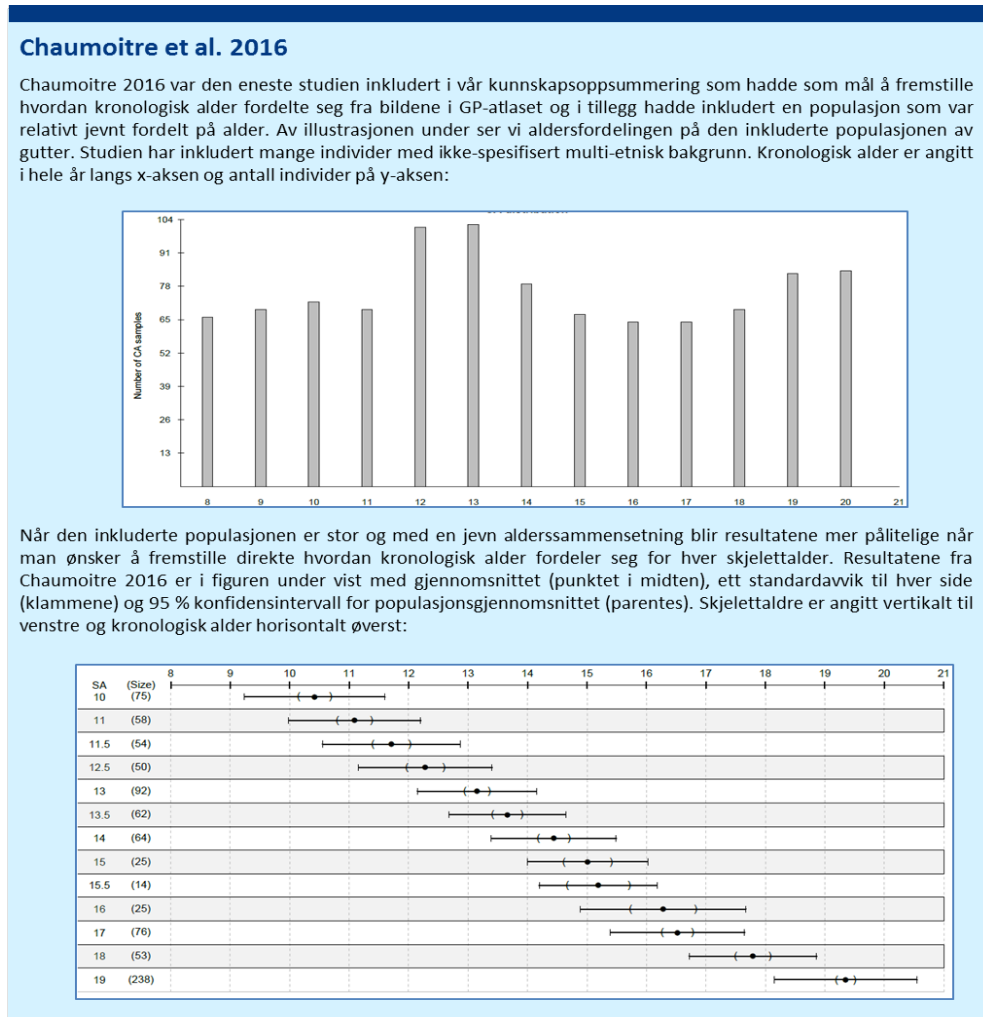 Chaumoitre et al. 2016
Chaumoitre 2016 var den eneste studien inkludert i vår kunnskapsoppsummering som hadde som mål å fremstille
hvordan kronologisk alder fordelte seg fra bildene i GP-atlaset og i tillegg hadde inkludert en populasjon som var
relativt jevnt fordelt på alder. Av illustrasjonen under ser vi aldersfordelingen på den inkluderte populasjonen av
gutter. Studien har inkludert mange individer med ikke-spesifisert multi-etnisk bakgrunn. Kronologisk alder er angitt
i hele år langs x-aksen og antall individer på y-aksen:
104
91
78
65
52
39
26
13
Number of CA samples
8 9 10 11 12 13 14 15 16 17 18 19 20 21
Når den inkluderte populasjonen er stor og med en jevn alderssammensetning blir resultatene mer pålitelige når
man ønsker å fremstille direkte hvordan kronologisk alder fordeler seg for hver skjelettalder. Resultatene fra
Chaumoitre 2016 er i figuren under vist med gjennomsnittet (punktet i midten), ett standardavvik til hver side
(klammene) og 95 % konfidensintervall for populasjonsgjennomsnittet (parentes). Skjelettaldre er angitt vertikalt til
venstre og kronologisk alder horisontalt øverst:
8 9 10 11 12 13 14 15 16 17 18 19 20 21
SA (Size)
10 (75)
11 (58)
11.5 (54)
12.5 (50)
13 (92)
13.5 (62)
14 (64)
15 (25)
15.5 (14)
16 (25)
17 (76)
18 (53)
19 (238)